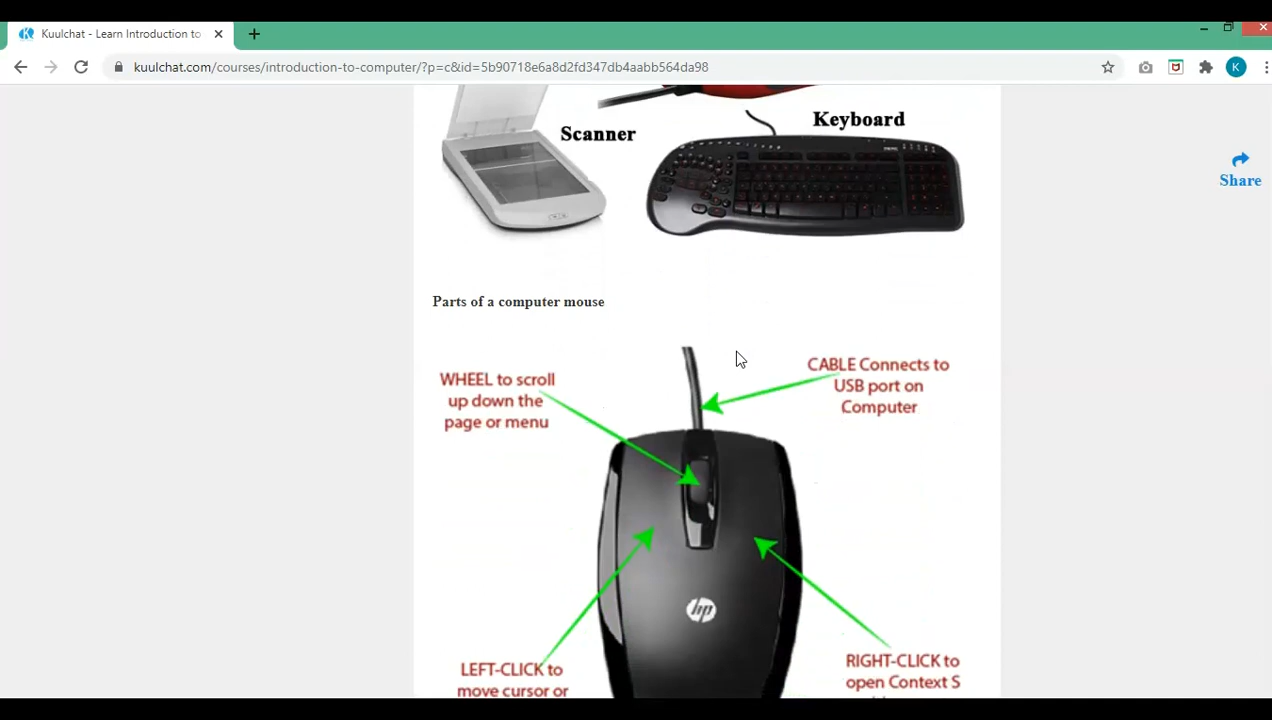 Kuulchat - Learn Introduction to
kuulchat.com/courses/introduction-to-computer/?p=c&id=5b90718e6a8d2fd347db4aabb564da98
K
Scanner
Keyboard
Share
Parts of a computer mouse
WHEEL to scroll
up down the
page or menu
CABLE Connects to
USB port on
Computer
hp
LEFT-CLICK to
move cursor or
RIGHT-CLICK to
open Context S